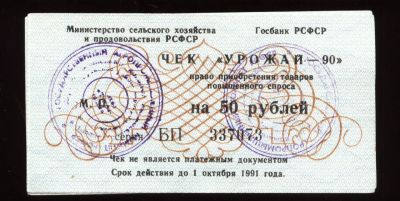 Министерство сельского хозяйства
и продовольствия РСФСР
Госбанк РСФСР
ЧЕК «УРОЖАЙ—90»
право приобретения товаров
повышенного спроса
М. П.
на 50 рублей
серия БП 337073
Чек не является платежным документом
Срок действия до 1 октября 1991 года.